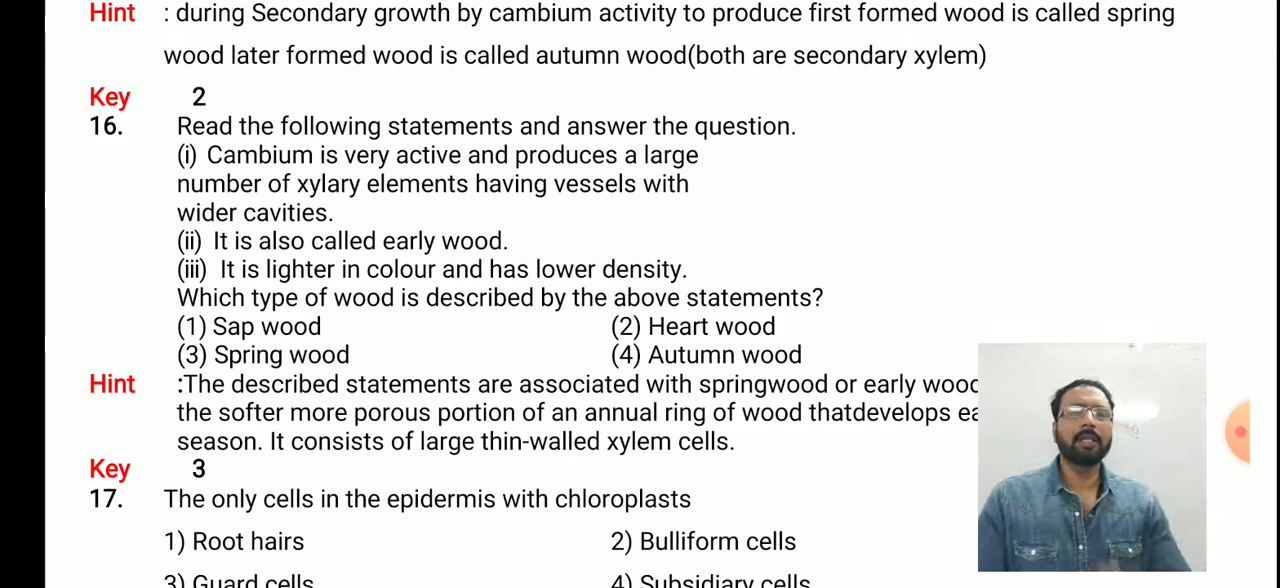 Hint : during Secondary growth by cambium activity to produce first formed wood is called spring
wood later formed wood is called autumn wood(both are secondary xylem)
Key 2
16. Read the following statements and answer the question.
(i) Cambium is very active and produces a large
number of xylary elements having vessels with
wider cavities.
(ii) It is also called early wood.
(iii) It is lighter in colour and has lower density.
Which type of wood is described by the above statements?
(1) Sap wood (2) Heart wood
(3) Spring wood (4) Autumn wood
Hint :The described statements are associated with springwood or early wood
the softer more porous portion of an annual ring of wood thatdevelops
season. It consists of large thin-walled xylem cells.
Key 3
17. The only cells in the epidermis with chloroplasts
1) Root hairs 2) Bulliform cells
3) Guard cells 4) Subsidiary cells